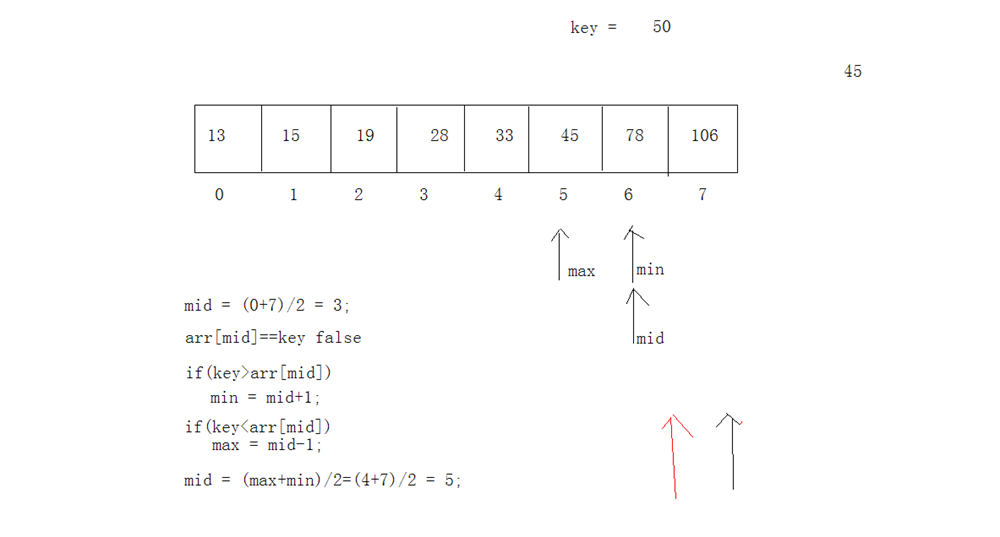 key = 50
45
13 15 19 28 33 45 78 106
0 1 2 3 4 5 6 7
max min
mid = (0+7)/2 = 3;
mid
arr[mid]==key false
if(key>arr[mid])
min = mid+1;
if(key<arr[mid])
max = mid-1;
mid = (max+min)/2=(4+7)/2 = 5;